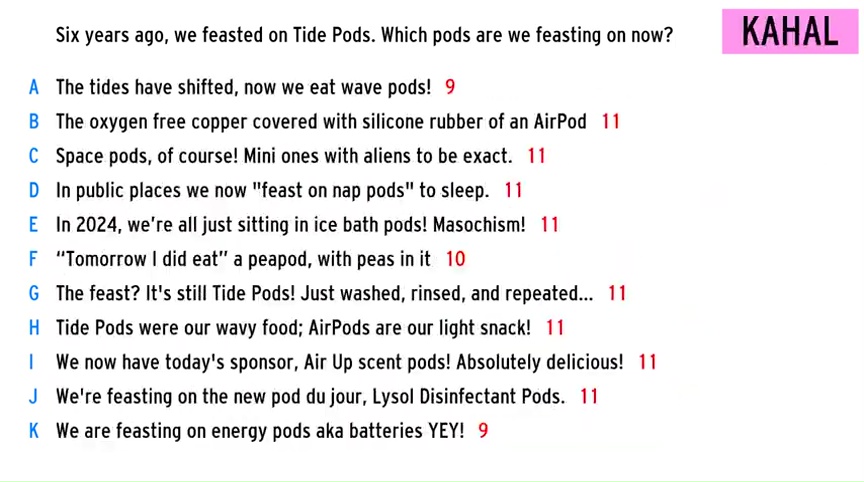 Six years ago, we feasted on Tide Pods. Which pods are we feasting on now?
KAHAL
A The tides have shifted, now we eat wave pods! 9
B The oxygen free copper covered with silicone rubber of an AirPod 11
C Space pods, of course! Mini ones with aliens to be exact. 11
D In public places we now "feast on nap pods" to sleep. 11
E In 2024, we’re all just sitting in ice bath pods! Masochism! 11
F “Tomorrow I did eat” a peapod, with peas in it 10
G The feast? It's still Tide Pods! Just washed, rinsed, and repeated... 11
H Tide Pods were our wavy food; AirPods are our light snack! 11
I We now have today's sponsor, Air Up scent pods! Absolutely delicious! 11
J We're feasting on the new pod du jour, Lysol Disinfectant Pods. 11
K We are feasting on energy pods aka batteries YEY! 9